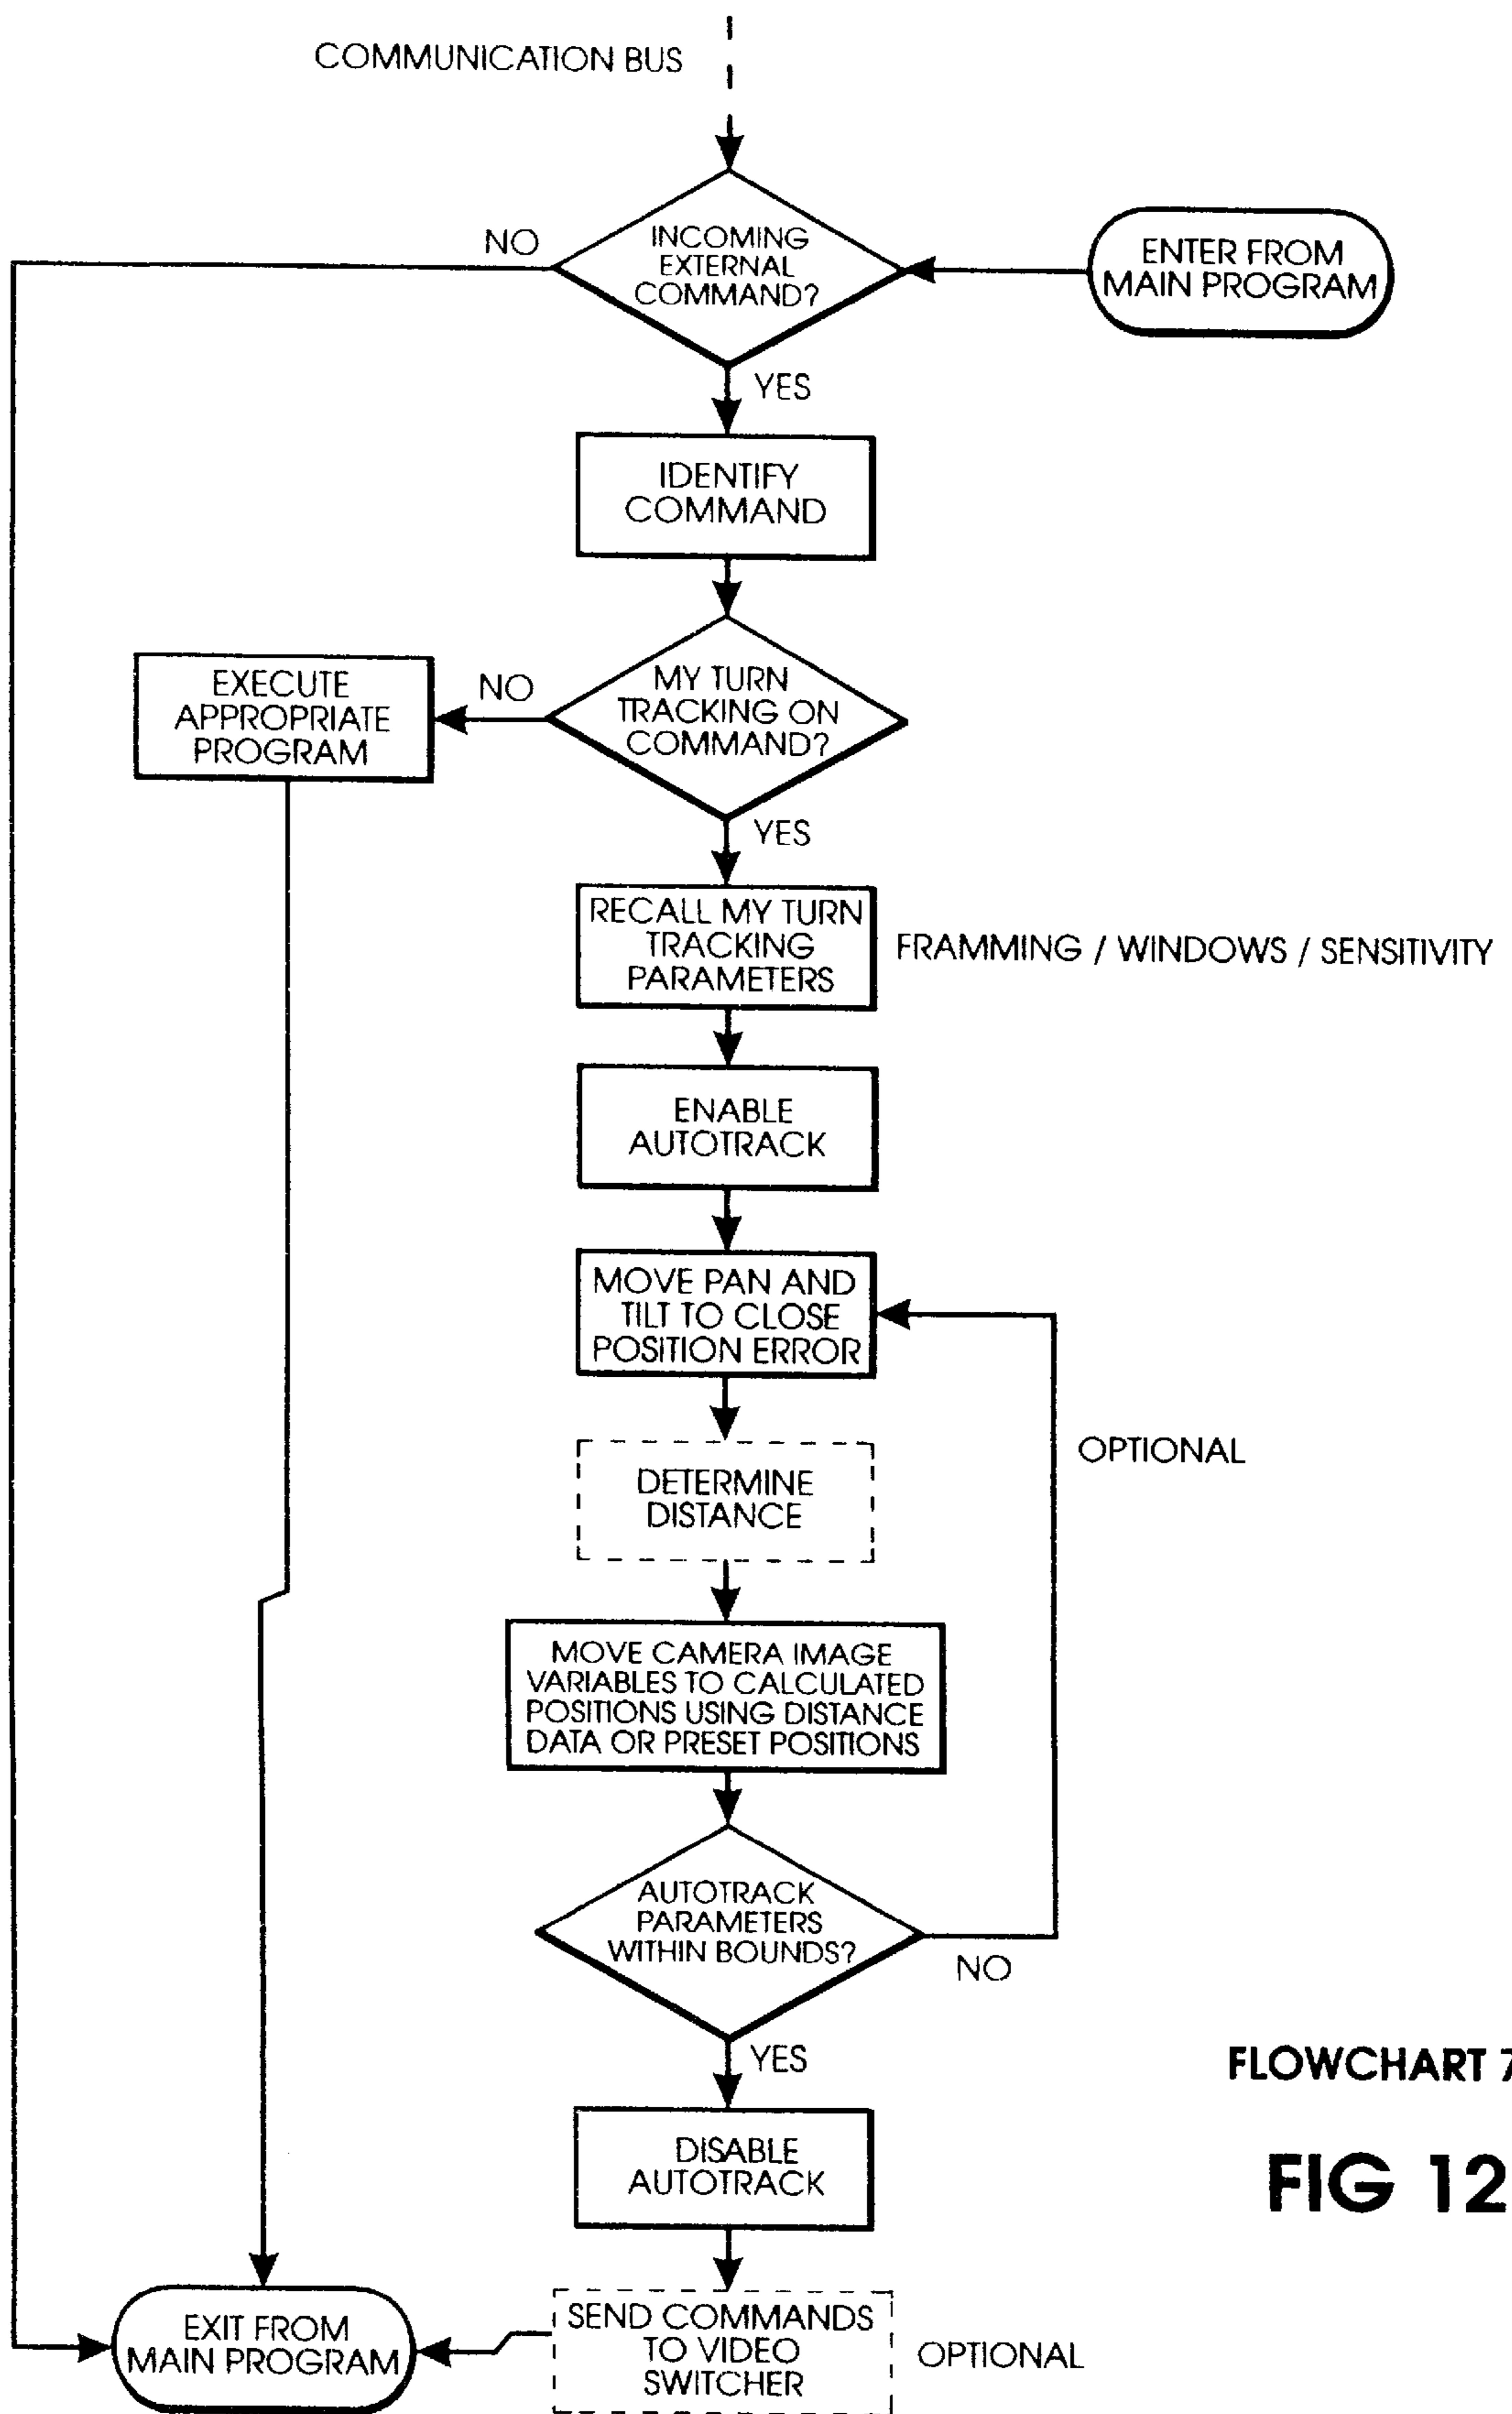 COMMUNICATION BUS
INCOMING
EXTERNAL
COMMAND?
NO
ENTER FROM
MAIN PROGRAM
YES
IDENTIFY
COMMAND
MY TURN
TRACKING ON
COMMAND?
NO
EXECUTE
APPROPRIATE
PROGRAM
YES
RECALL MY TURN
TRACKING
PARAMETERS
FRAMMING / WINDOWS / SENSITIVITY
ENABLE
AUTOTRACK
MOVE PAN AND
TILT TO CLOSE
POSITION ERROR
OPTIONAL
DETERMINE
DISTANCE
MOVE CAMERA IMAGE
VARIABLES TO CALCULATED
POSITIONS USING DISTANCE
DATA OR PRESET POSITIONS
AUTOTRACK
PARAMETERS
WITHIN BOUNDS?
NO
YES
DISABLE
AUTOTRACK
SEND COMMANDS
TO VIDEO
SWITCHER
OPTIONAL
EXIT FROM
MAIN PROGRAM
FLOWCHART 7
FIG 12